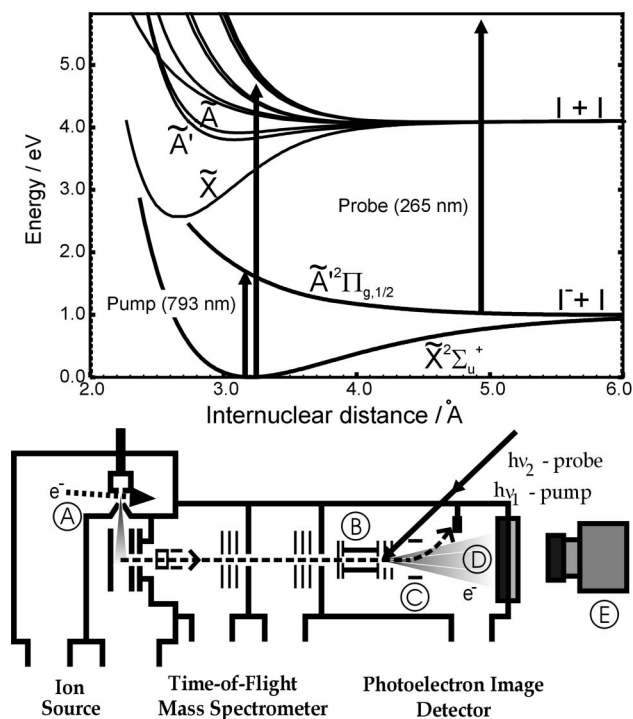 Energy / eV
5.0
4.0
3.0
2.0
1.0
0.0
2.0 3.0 4.0 5.0 6.0
Internuclear distance / Å
Ã
Ã'
X̃
I + I
Probe (265 nm)
Pump (793 nm)
Ã'²Πg,1/2
I⁻ + I
X̃²Σu⁺
e⁻
A
B
C
D
E
hν₂ - probe
hν₁ - pump
e⁻
Ion
Source
Time-of-Flight
Mass Spectrometer
Photoelectron Image
Detector